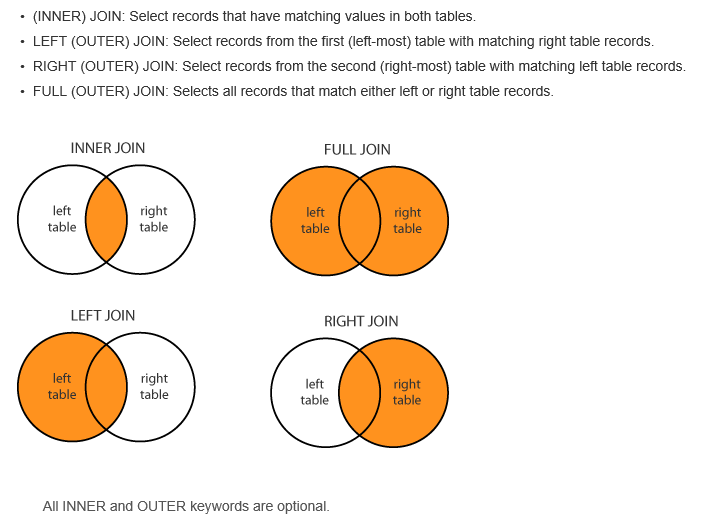 • (INNER) JOIN: Select records that have matching values in both tables.
• LEFT (OUTER) JOIN: Select records from the first (left-most) table with matching right table records.
• RIGHT (OUTER) JOIN: Select records from the second (right-most) table with matching left table records.
• FULL (OUTER) JOIN: Selects all records that match either left or right table records.
INNER JOIN
left
table
right
table
FULL JOIN
left
table
right
table
LEFT JOIN
left
table
right
table
RIGHT JOIN
left
table
right
table
All INNER and OUTER keywords are optional.